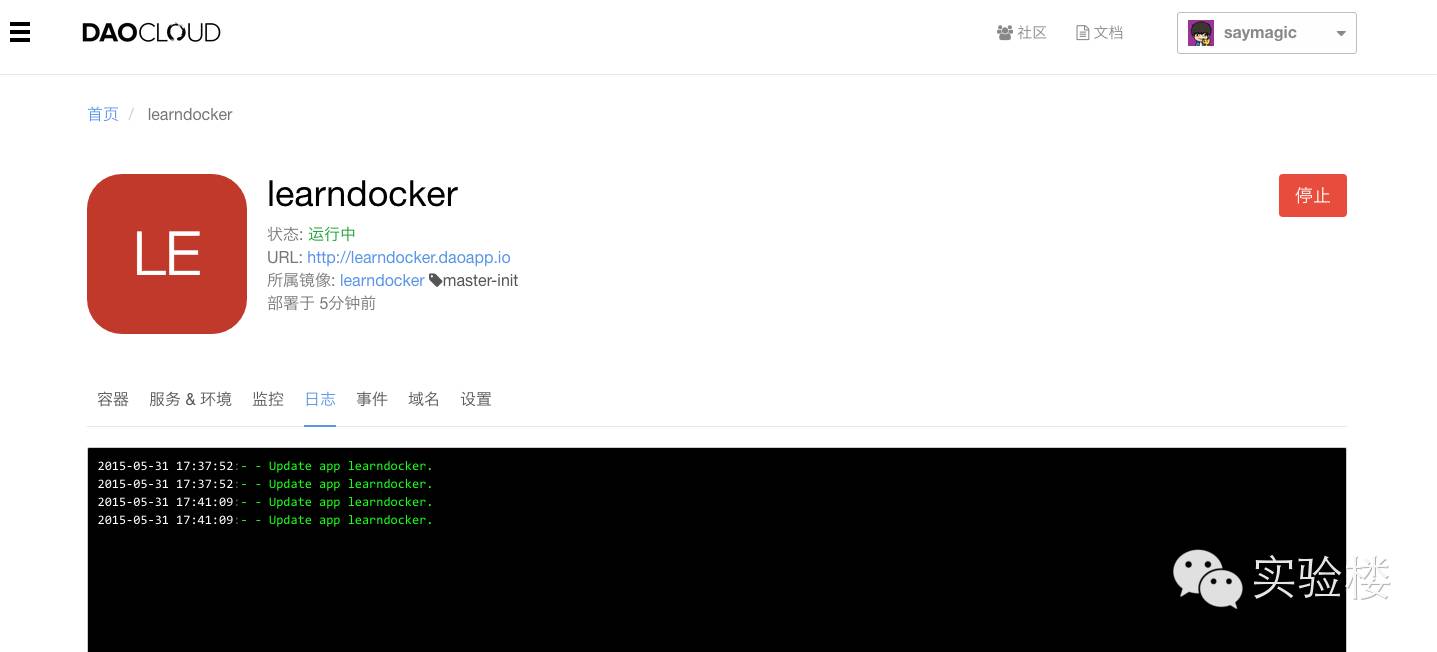 DAOCLOUD
社区 文档 saymagic
首页 / learndocker
LE
learndocker
停止
状态: 运行中
URL: http://learndocker.daoapp.io
所属镜像: learndocker master-init
部署于 5分钟前
容器 服务 & 环境 监控 日志 事件 域名 设置
2015-05-31 17:37:52:- - Update app learndocker.
2015-05-31 17:37:52:- - Update app learndocker.
2015-05-31 17:41:09:- - Update app learndocker.
2015-05-31 17:41:09:- - Update app learndocker.
实验楼